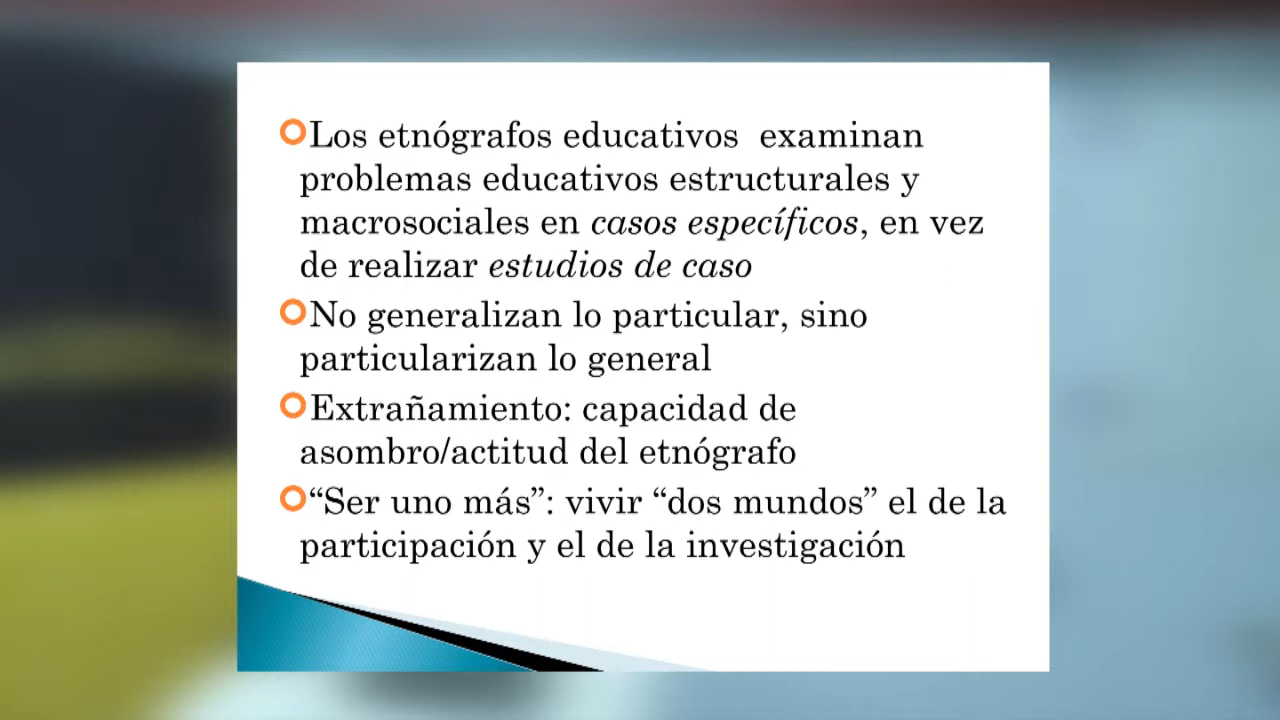 Los etnógrafos educativos examinan
problemas educativos estructurales y
macrosociales en casos específicos, en vez
de realizar estudios de caso
No generalizan lo particular, sino
particularizan lo general
Extrañamiento: capacidad de
asombro/actitud del etnógrafo
“Ser uno más”: vivir “dos mundos” el de la
participación y el de la investigación